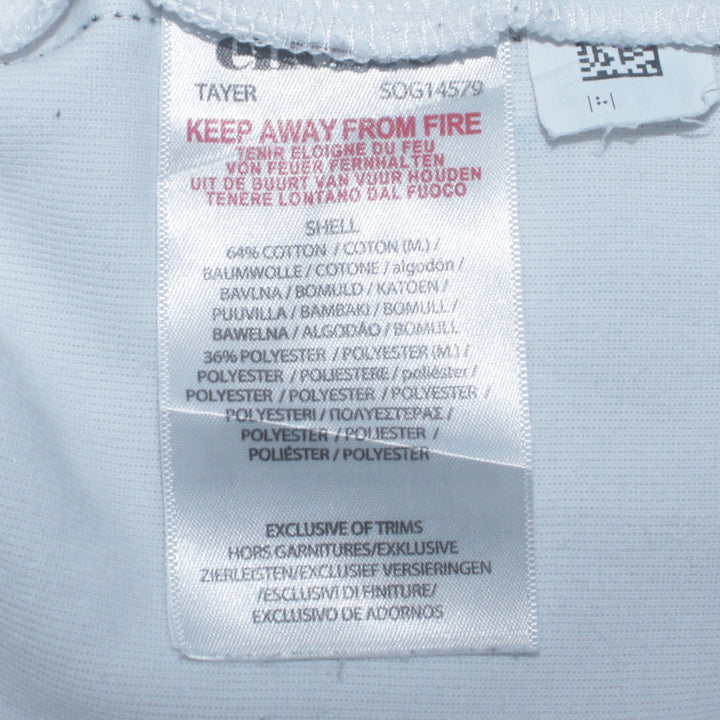 TAYER SOG14579
KEEP AWAY FROM FIRE
TENIR ELOIGNE DU FEU
VON FEUER FERNHALTEN
UIT DE BUURT VAN VUUR HOUDEN
TENERE LONTANO DAL FUOCO
SHELL
64% COTTON / COTON (M.) /
BAUMWOLLE / COTONE / algodón /
BAVLNA / BOMULD / KATOEN /
PUUVILLA / BAMBAKI / BOMULL /
BAWELNA / ALGODÃO / BOMULL
36% POLYESTER / POLYESTER (M.) /
POLYESTER / POLIESTERE / poliéster /
POLYESTER / POLYESTER / POLYESTER /
POLYESTERI / ΠΟΛΥΕΣΤΕΡΑΣ /
POLYESTER / POLIESTER /
POLIÉSTER / POLYESTER
EXCLUSIVE OF TRIMS
HORS GARNITURES/EXKLUSIVE
ZIERLEISTEN/EXCLUSIEF VERSIERINGEN
/ESCLUSIVI DI FINITURE/
EXCLUSIVO DE ADORNOS